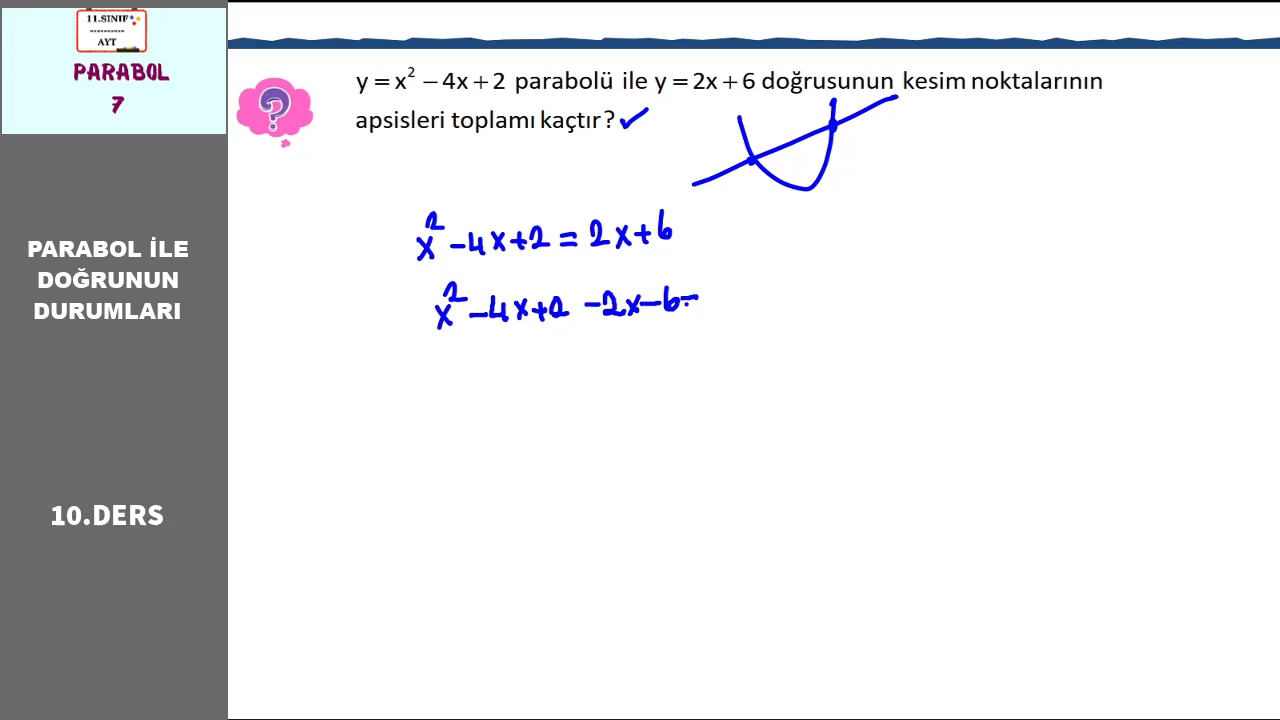 11.SINIF
AYT
PARABOL
7
PARABOL İLE
DOĞRUNUN
DURUMLARI
10.DERS
y = x² − 4x + 2 parabolü ile y = 2x + 6 doğrusunun kesim noktalarının
apsisleri toplamı kaçtır?
x² − 4x + 2 = 2x + 6
x² − 4x + 2 − 2x − 6 =